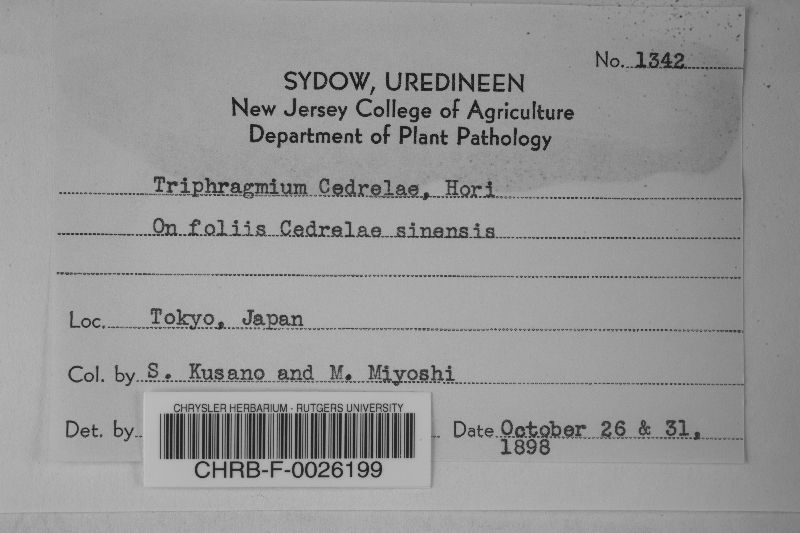 No. 1342
SYDOW, UREDINEEN
New Jersey College of Agriculture
Department of Plant Pathology
Triphragmium Cedrelae, Hori
On foliis Cedrelae sinensis
Loc. Tokyo, Japan
Col. by S. Kusano and M. Miyoshi
Det. by
Date October 26 & 31,
1898
CHRYSLER HERBARIUM - RUTGERS UNIVERSITY
CHRB-F-0026199